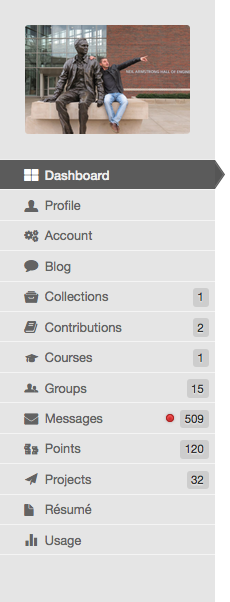 NEIL ARMSTRONG HALL OF ENGINE
Dashboard
Profile
Account
Blog
Collections 1
Contributions 2
Courses 1
Groups 15
Messages 509
Points 120
Projects 32
Résumé
Usage